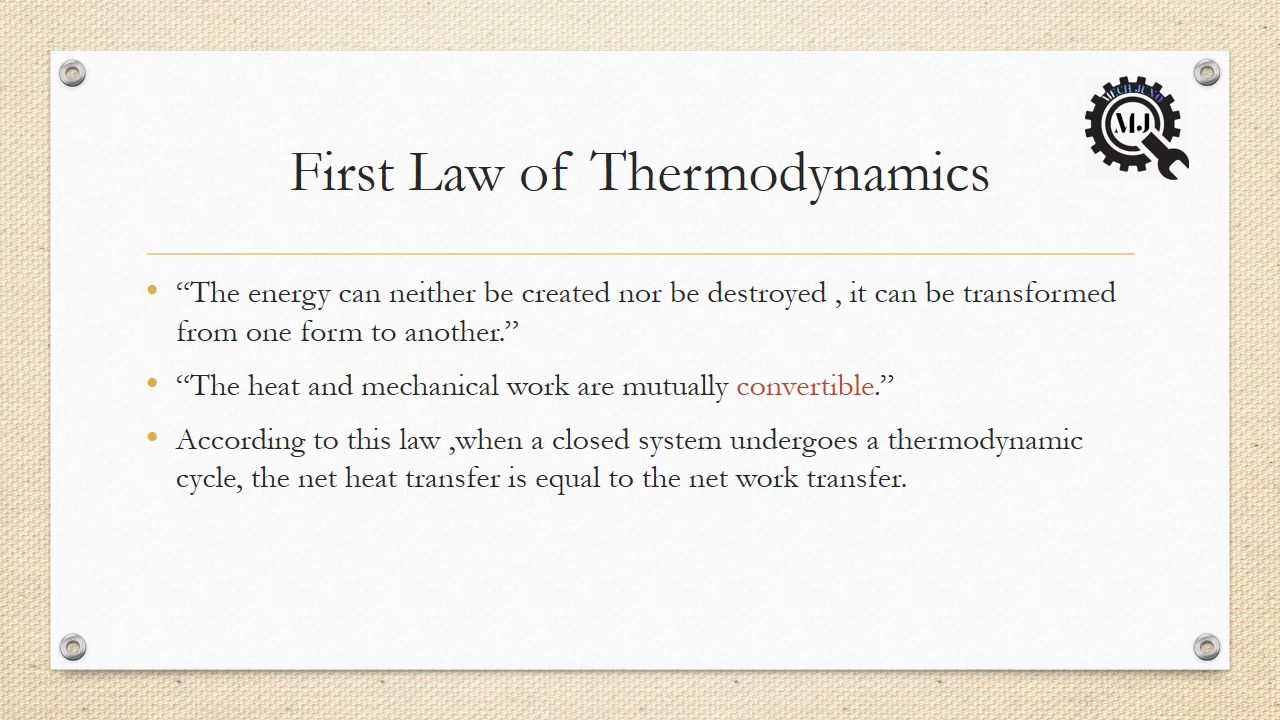 MECH JUNO
MJ
First Law of Thermodynamics
“The energy can neither be created nor be destroyed , it can be transformed
from one form to another.”
“The heat and mechanical work are mutually convertible.”
According to this law ,when a closed system undergoes a thermodynamic
cycle, the net heat transfer is equal to the net work transfer.